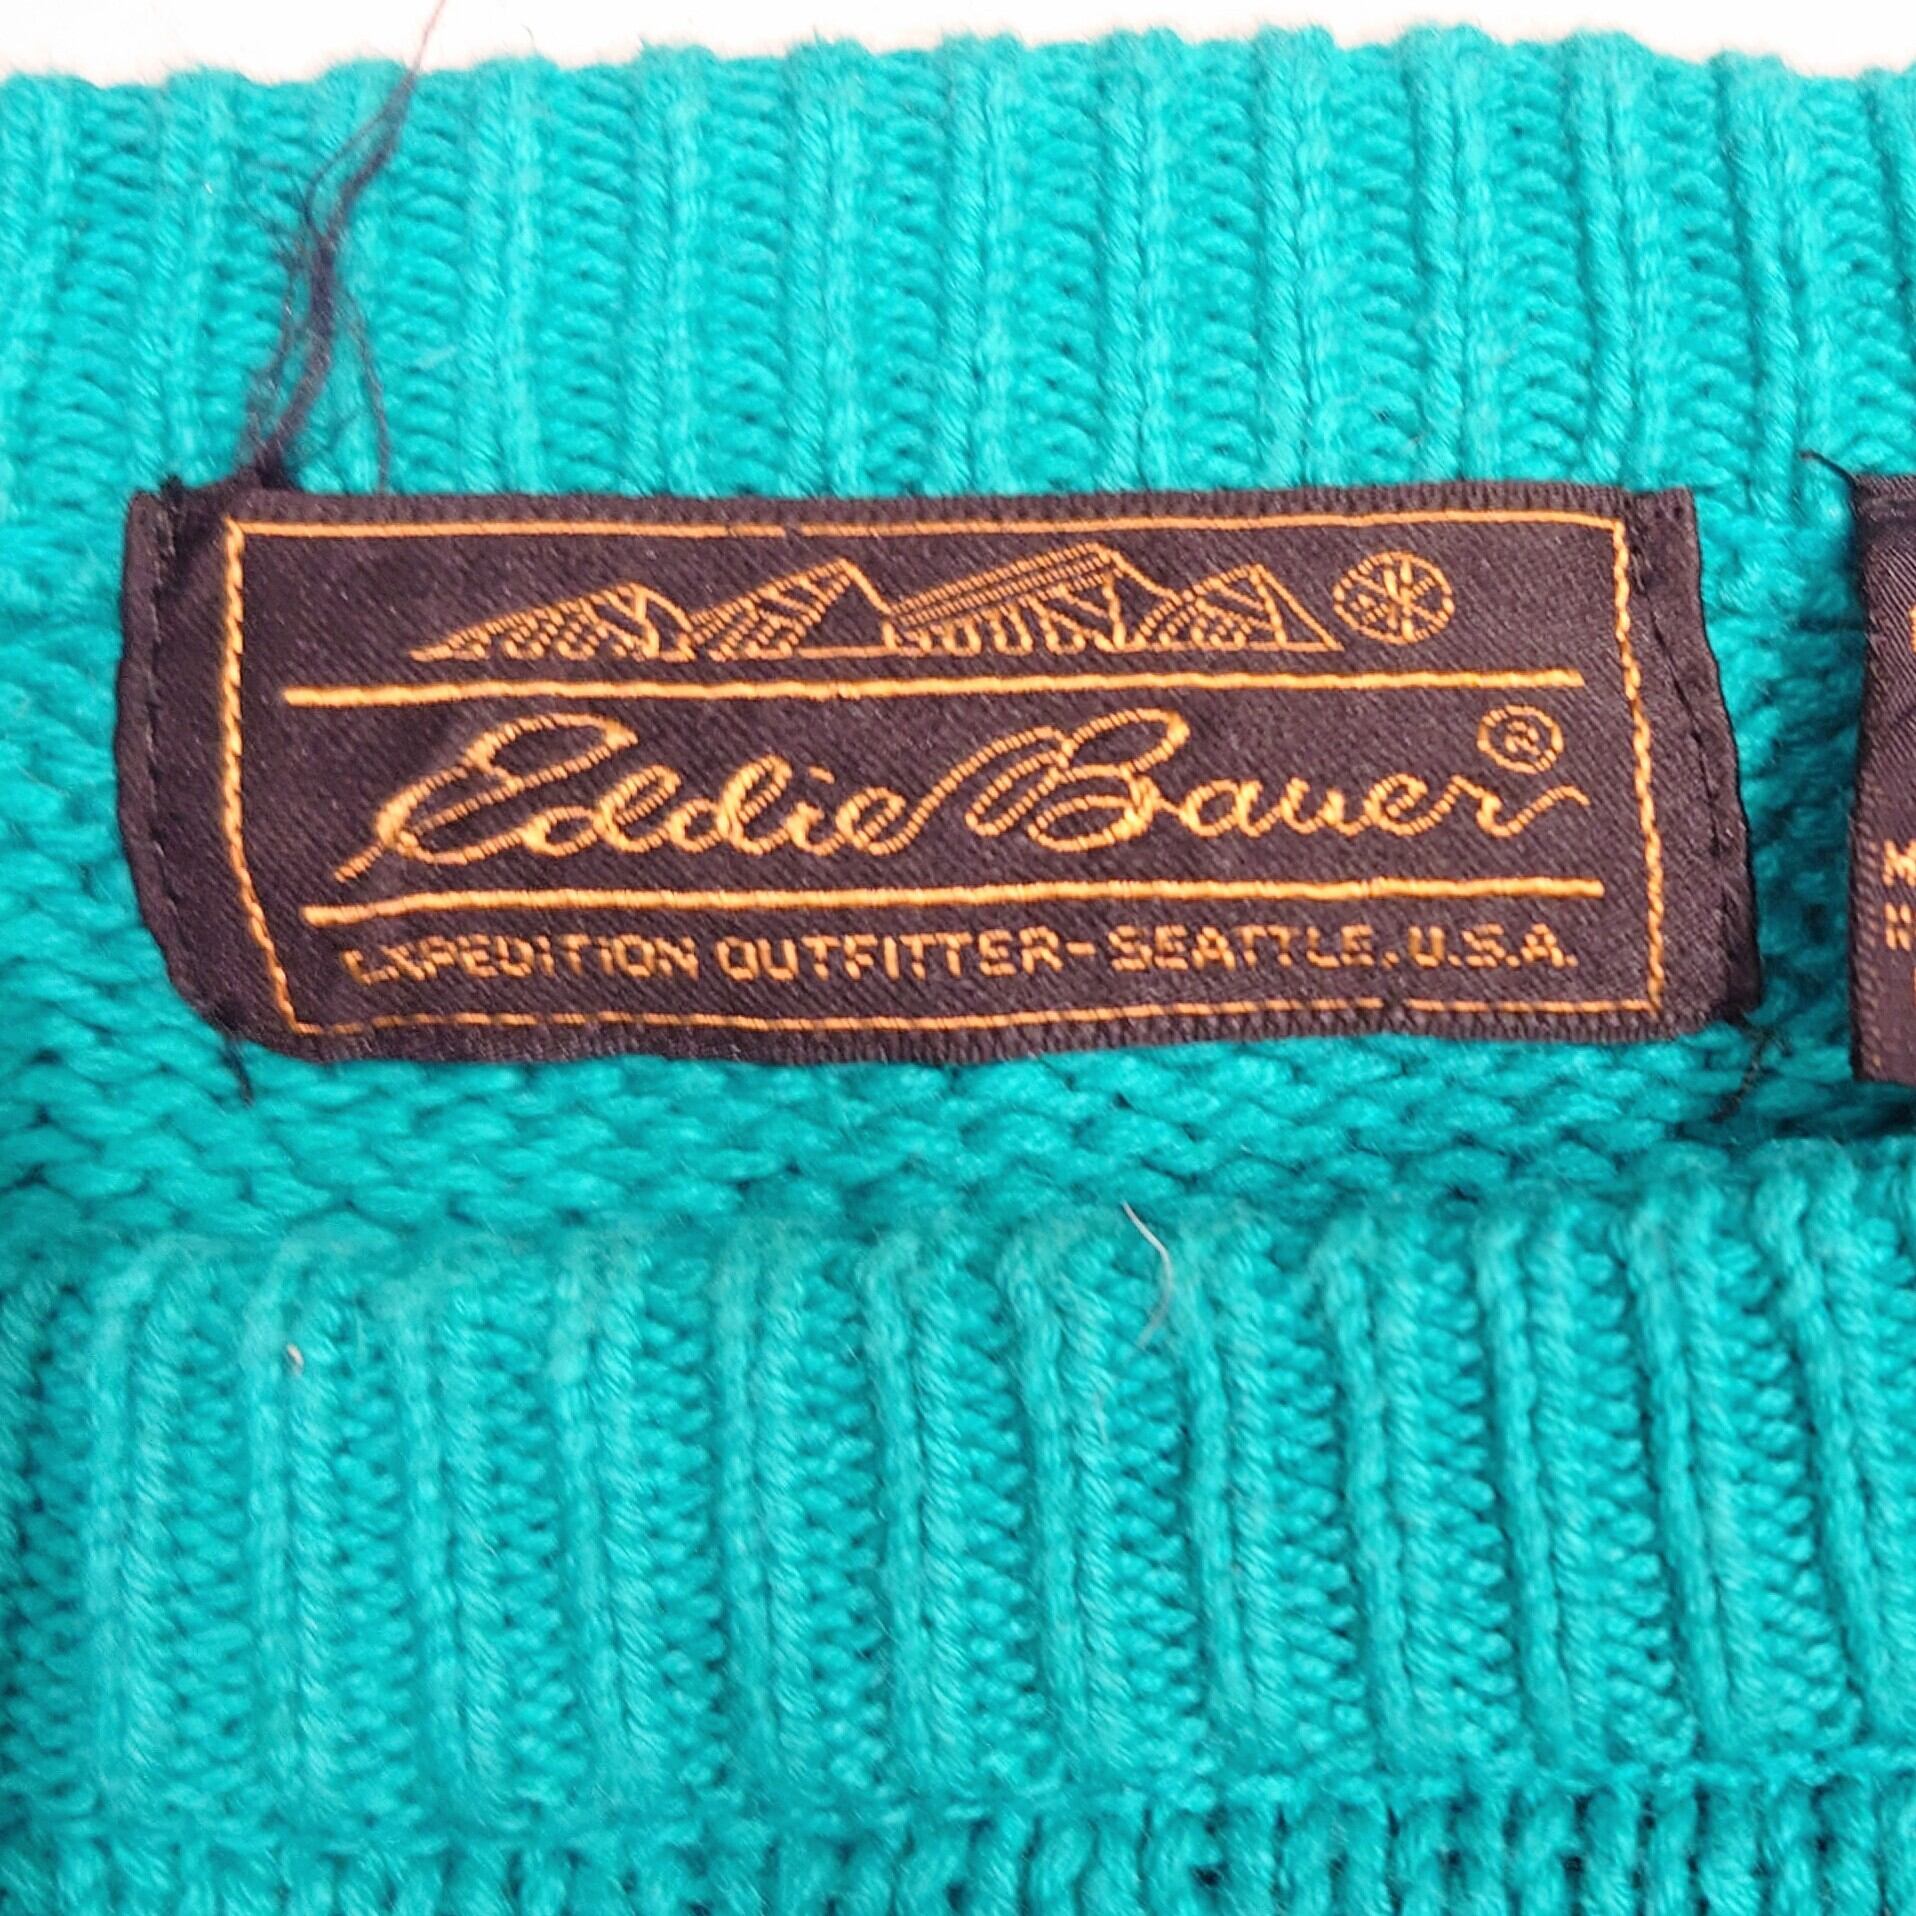 Eddie Bauer®
EXPEDITION OUTFITTER-SEATTLE, U.S.A.
M